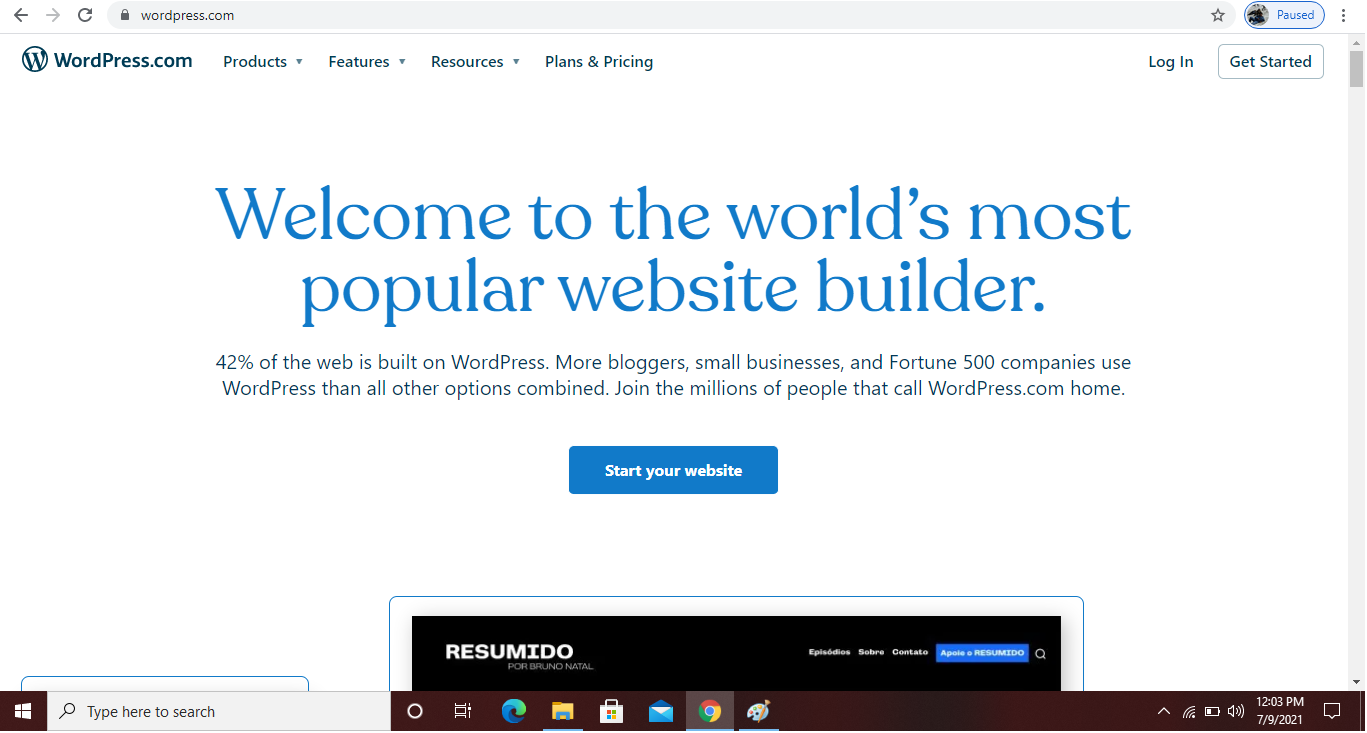 wordpress.com
Paused
WordPress.com Products Features Resources Plans & Pricing Log In Get Started
Welcome to the world’s most
popular website builder.
42% of the web is built on WordPress. More bloggers, small businesses, and Fortune 500 companies use
WordPress than all other options combined. Join the millions of people that call WordPress.com home.
Start your website
RESUMIDO
POR BRUNO NATAL
Episódios Sobre Contato Apoie o RESUMIDO
Type here to search
12:03 PM
7/9/2021